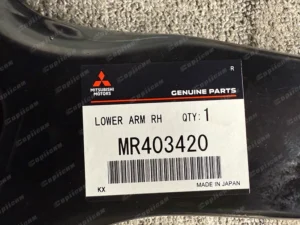 R
MITSUBISHI
MOTORS
GENUINE PARTS
LOWER ARM RH QTY: 1
MR403420
KX
MADE IN JAPAN